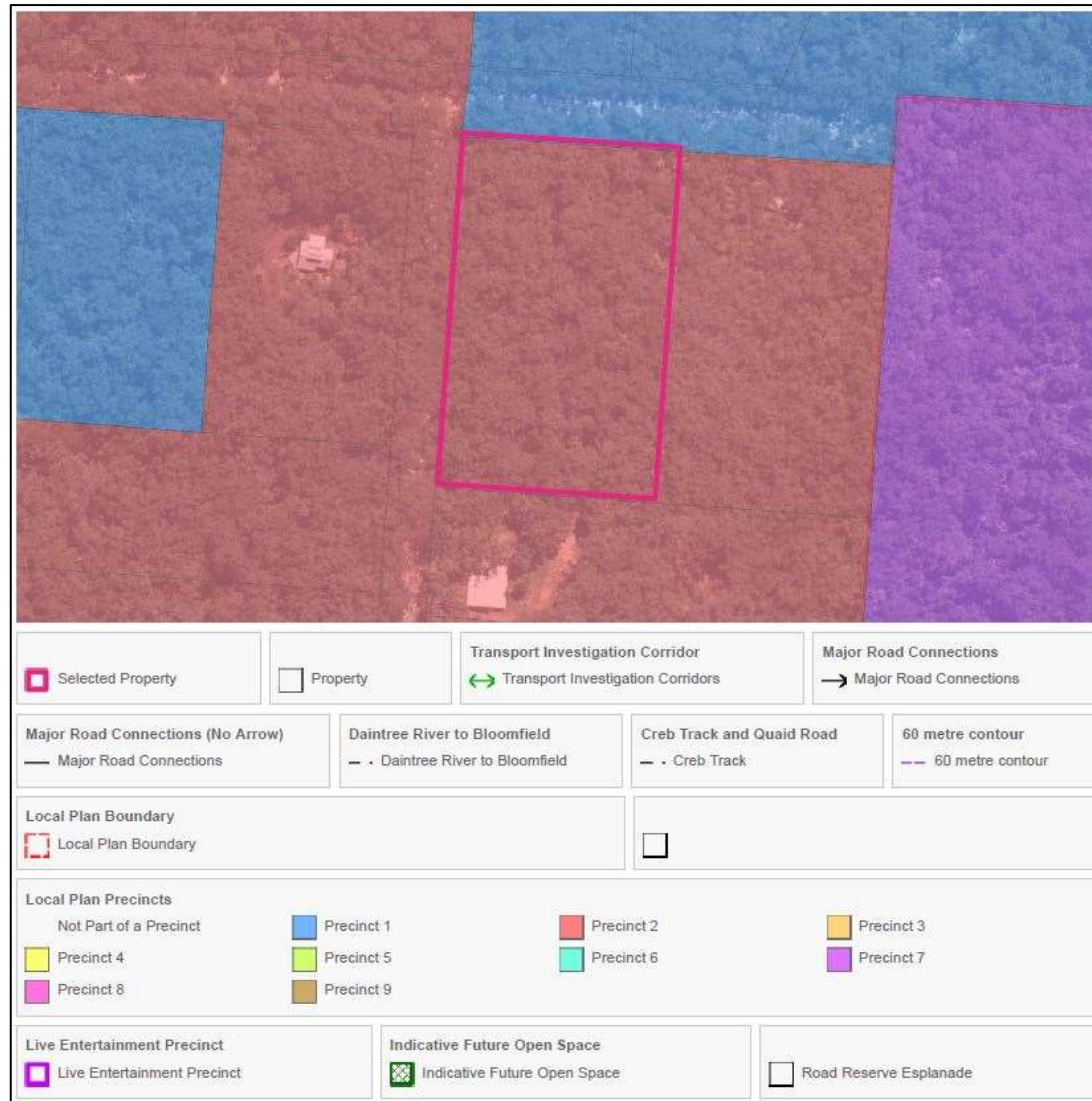 Selected Property
Property
Transport Investigation Corridor
Transport Investigation Corridors
Major Road Connections
Major Road Connections
Major Road Connections (No Arrow)
Major Road Connections
Daintree River to Bloomfield
Daintree River to Bloomfield
Creb Track and Quaid Road
Creb Track
60 metre contour
60 metre contour
Local Plan Boundary
Local Plan Boundary
Local Plan Precincts
Not Part of a Precinct
Precinct 1
Precinct 2
Precinct 3
Precinct 4
Precinct 5
Precinct 6
Precinct 7
Precinct 8
Precinct 9
Live Entertainment Precinct
Live Entertainment Precinct
Indicative Future Open Space
Indicative Future Open Space
Road Reserve Esplanade